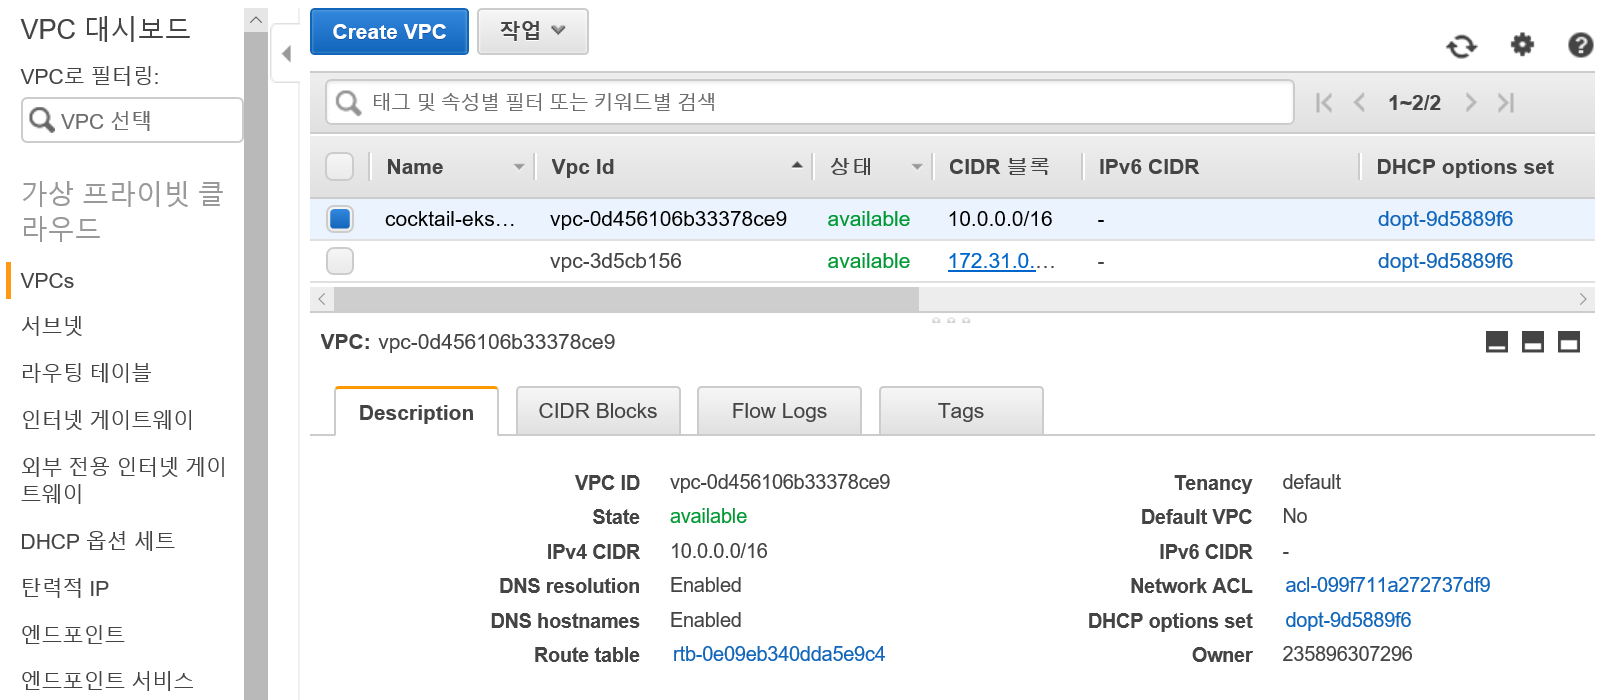 VPC 대시보드
VPC로 필터링:
VPC 선택
가상 프라이빗 클
라우드
VPCs
서브넷
라우팅 테이블
인터넷 게이트웨이
외부 전용 인터넷 게이
트웨이
DHCP 옵션 세트
탄력적 IP
엔드포인트
엔드포인트 서비스
Create VPC 작업
태그 및 속성별 필터 또는 키워드별 검색 1~2/2
Name Vpc Id 상태 CIDR 블록 IPv6 CIDR DHCP options set
cocktail-eks... vpc-0d456106b33378ce9 available 10.0.0.0/16 - dopt-9d5889f6
vpc-3d5cb156 available 172.31.0.... - dopt-9d5889f6
VPC: vpc-0d456106b33378ce9
Description CIDR Blocks Flow Logs Tags
VPC ID vpc-0d456106b33378ce9 Tenancy default
State available Default VPC No
IPv4 CIDR 10.0.0.0/16 IPv6 CIDR -
DNS resolution Enabled Network ACL acl-099f711a272737df9
DNS hostnames Enabled DHCP options set dopt-9d5889f6
Route table rtb-0e09eb340dda5e9c4 Owner 235896307296